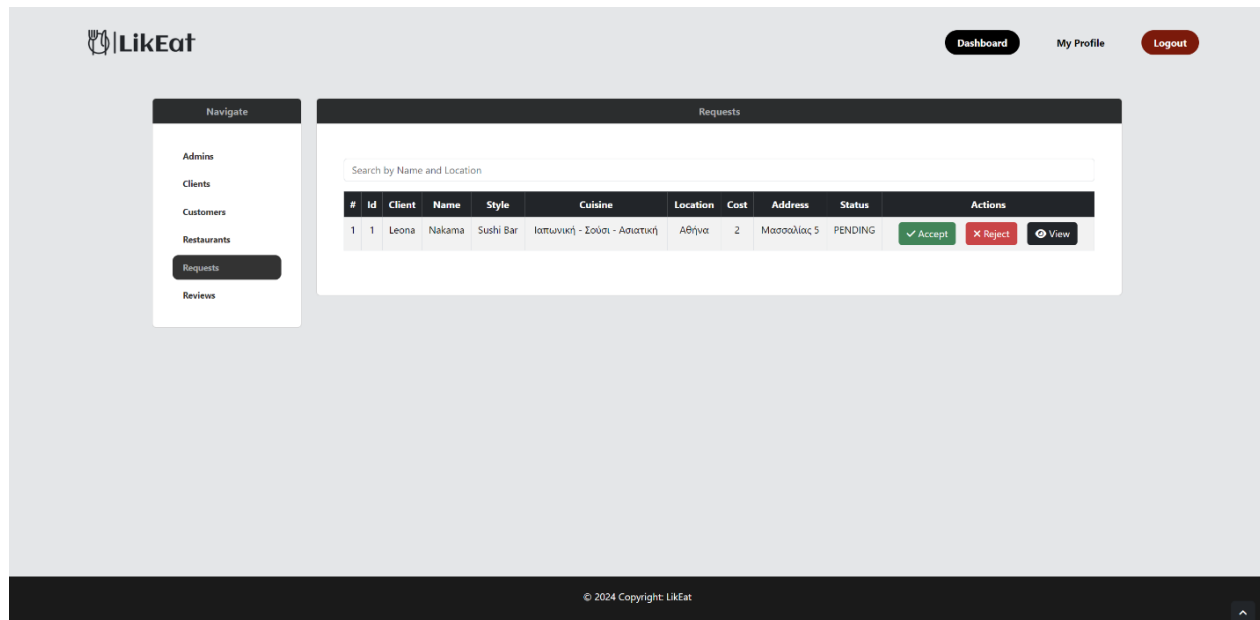 LikEat
Dashboard My Profile Logout
Navigate
Requests
Admins
Clients
Customers
Restaurants
Requests
Reviews
Search by Name and Location
# Id Client Name Style Cuisine Location Cost Address Status Actions
1 1 Leona Nakama Sushi Bar Ιαπωνική - Σούσι - Ασιατική Αθήνα 2 Μασσαλίας 5 PENDING Accept Reject View
© 2024 Copyright: LikEat